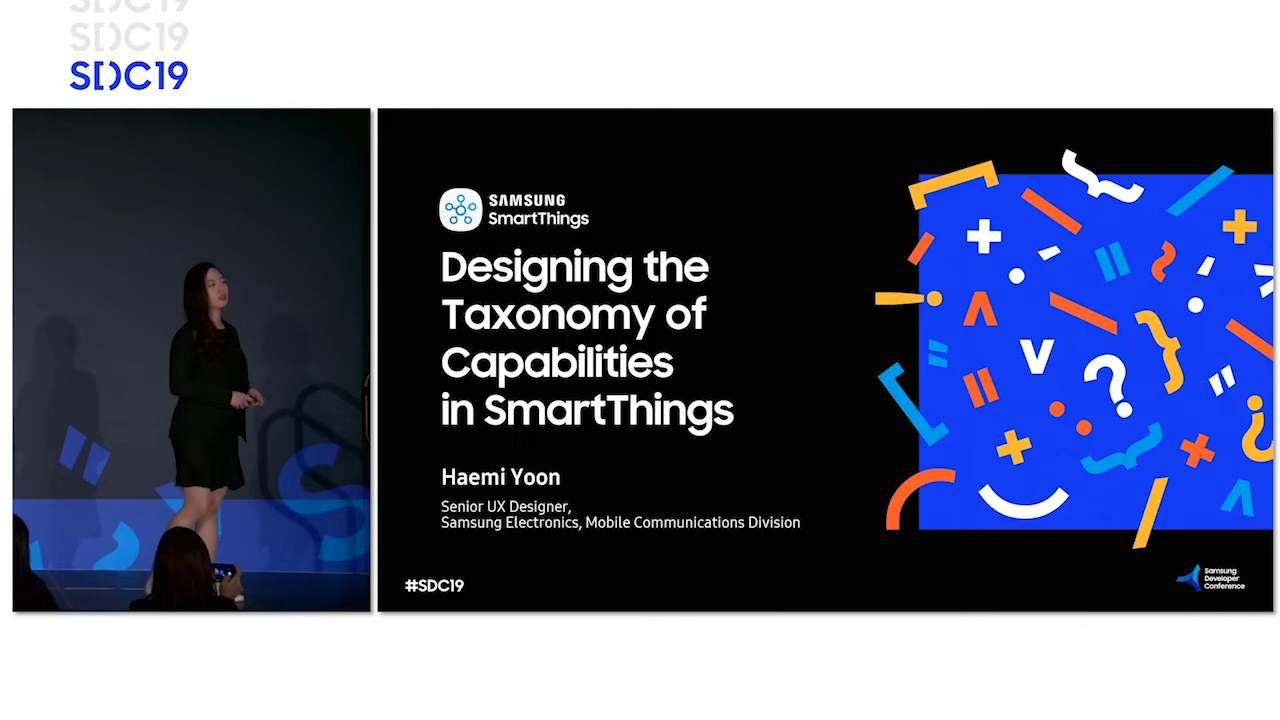 SDC19
SDC19
SDC19
SAMSUNG
SmartThings
Designing the
Taxonomy of
Capabilities
in SmartThings
Haemi Yoon
Senior UX Designer,
Samsung Electronics, Mobile Communications Division
#SDC19
Samsung
Developer
Conference